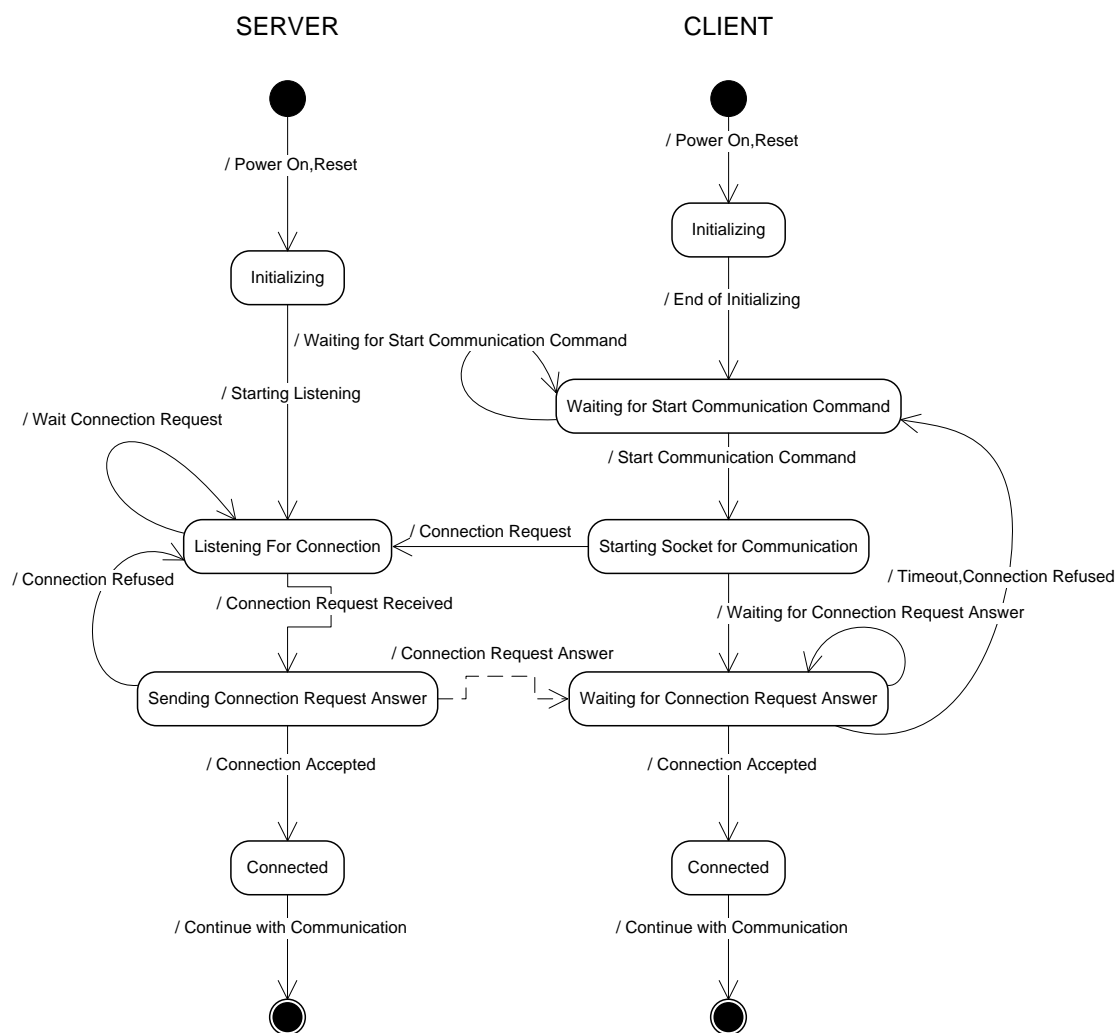 SERVER
CLIENT
/ Power On,Reset
/ Power On,Reset
Initializing
Initializing
/ End of Initializing
/ Waiting for Start Communication Command
/ Starting Listening
Waiting for Start Communication Command
/ Wait Connection Request
/ Start Communication Command
/ Connection Request
Listening For Connection
Starting Socket for Communication
/ Connection Refused
/ Timeout,Connection Refused
/ Connection Request Received
/ Waiting for Connection Request Answer
/ Connection Request Answer
Sending Connection Request Answer
Waiting for Connection Request Answer
/ Connection Accepted
/ Connection Accepted
Connected
Connected
/ Continue with Communication
/ Continue with Communication